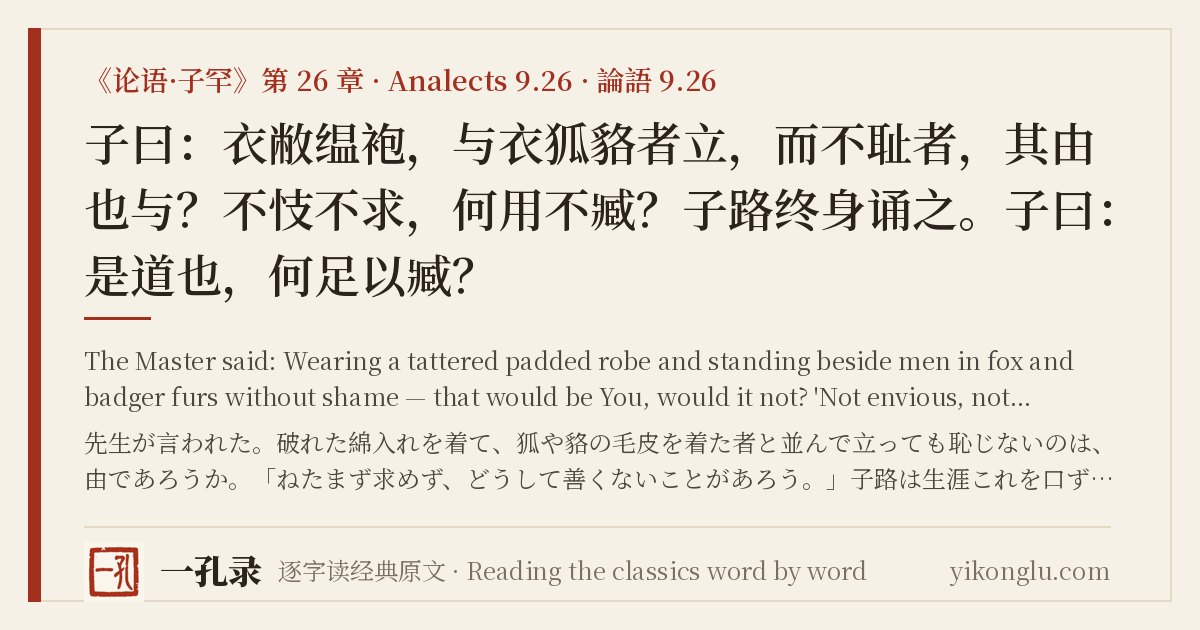 《论语·子罕》第 26 章 · Analects 9.26 · 論語 9.26
子曰：衣敝缊袍，与衣狐貉者立，而不耻者，其由
也与？不忮不求，何用不臧？子路终身诵之。子曰：
是道也，何足以臧？
The Master said: Wearing a tattered padded robe and standing beside men in fox and
badger furs without shame — that would be You, would it not? 'Not envious, not…
先生が言われた。破れた綿入れを着て、狐や貉の毛皮を着た者と並んで立っても恥じないのは、
由であろうか。「ねたまず求めず、どうして善くないことがあろう。」子路は生涯これを口ず…
一孔
一孔录 逐字读经典原文 · Reading the classics word by word yikonglu.com